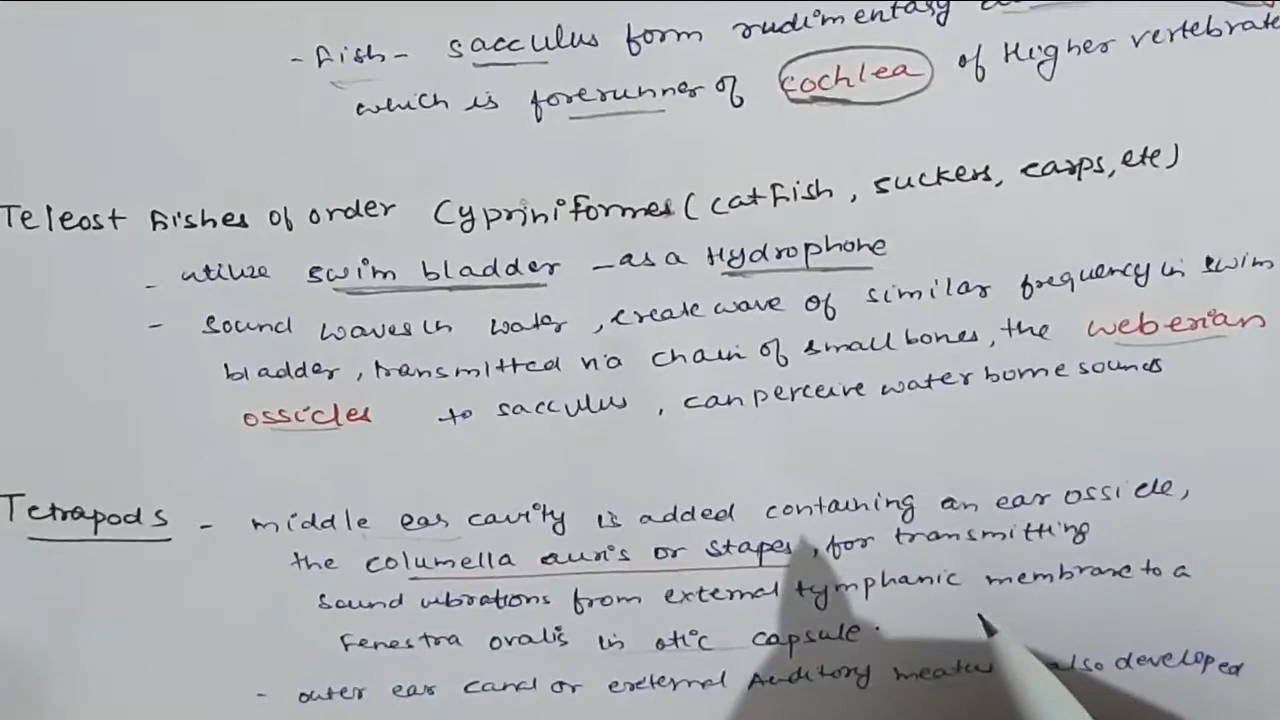 - Fish - sacculus form rudimentary
which is forerunner of cochlea of Higher vertebrate
Teleost fishes of order Cypriniformes (catfish, suckers, carps, etc)
- utilize swim bladder - as a Hydrophone
- sound waves in water, create wave of similar frequency in swim
bladder, transmitted via chain of small bones, the weberian
ossicles to sacculus, can perceive water borne sounds
Tetrapods - middle ear cavity is added containing an ear ossicle,
the columella auris or stapes, for transmitting
sound vibrations from external tymphanic membrane to a
Fenestra ovalis in otic capsule.
- outer ear canal or external Auditory meatus also developed